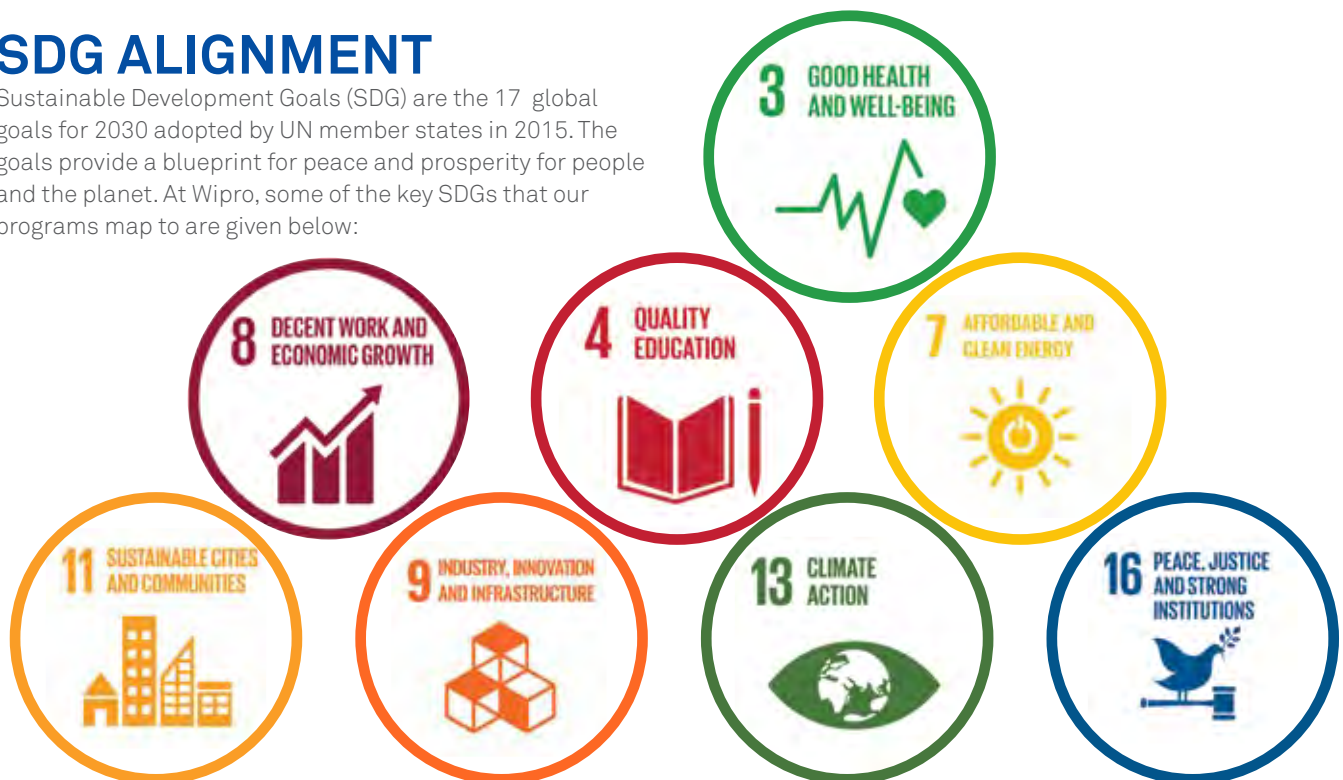 SDG ALIGNMENT
Sustainable Development Goals (SDG) are the 17 global
goals for 2030 adopted by UN member states in 2015. The
goals provide a blueprint for peace and prosperity for people
and the planet. At Wipro, some of the key SDGs that our
programs map to are given below:
3 GOOD HEALTH
AND WELL-BEING
8 DECENT WORK AND
ECONOMIC GROWTH
4 QUALITY
EDUCATION
7 AFFORDABLE AND
CLEAN ENERGY
11 SUSTAINABLE CITIES
AND COMMUNITIES
9 INDUSTRY, INNOVATION
AND INFRASTRUCTURE
13 CLIMATE
ACTION
16 PEACE, JUSTICE
AND STRONG
INSTITUTIONS